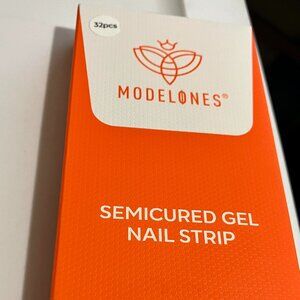 32pcs
MODELONES®
SEMICURED GEL
NAIL STRIP